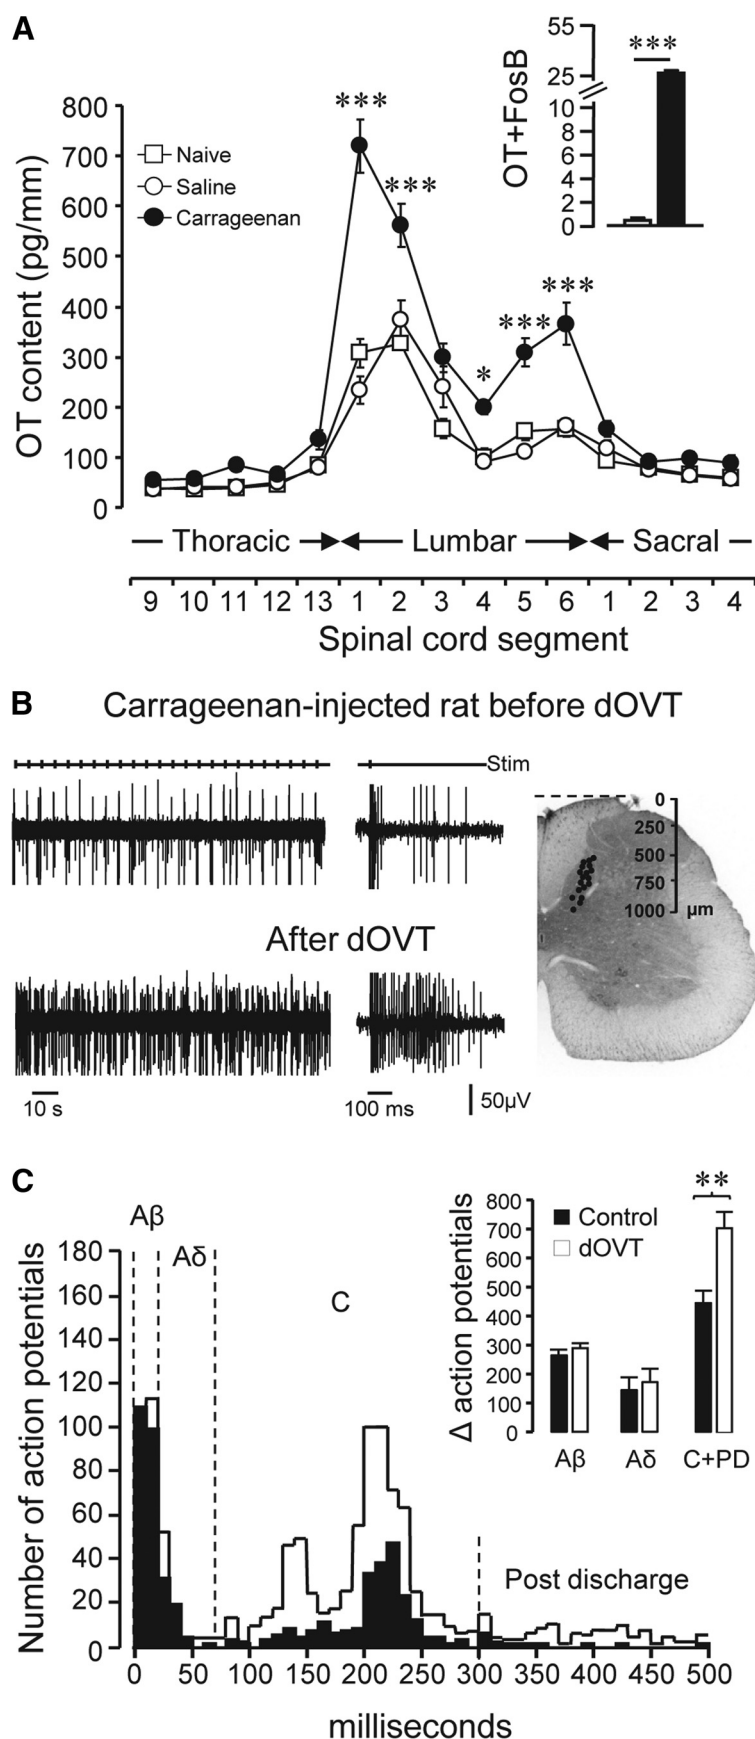 A
OT content (pg/mm)
800
700
600
500
400
300
200
100
0
Naive
Saline
Carrageenan
***
***
*
***
***
OT+FosB
55
25
10
8
6
4
2
0
***
Thoracic
Lumbar
Sacral
9 10 11 12 13 1 2 3 4 5 6 1 2 3 4
Spinal cord segment
B
Carrageenan-injected rat before dOVT
Stim
After dOVT
10 s
100 ms
50µV
0
250
500
750
1000 µm
C
Number of action potentials
180
160
140
120
100
80
60
40
20
0
Aβ
Aδ
C
Post discharge
0 50 100 150 200 250 300 350 400 450 500
milliseconds
Δ action potentials
800
700
600
500
400
300
200
100
0
Control
dOVT
**
Aβ Aδ C+PD